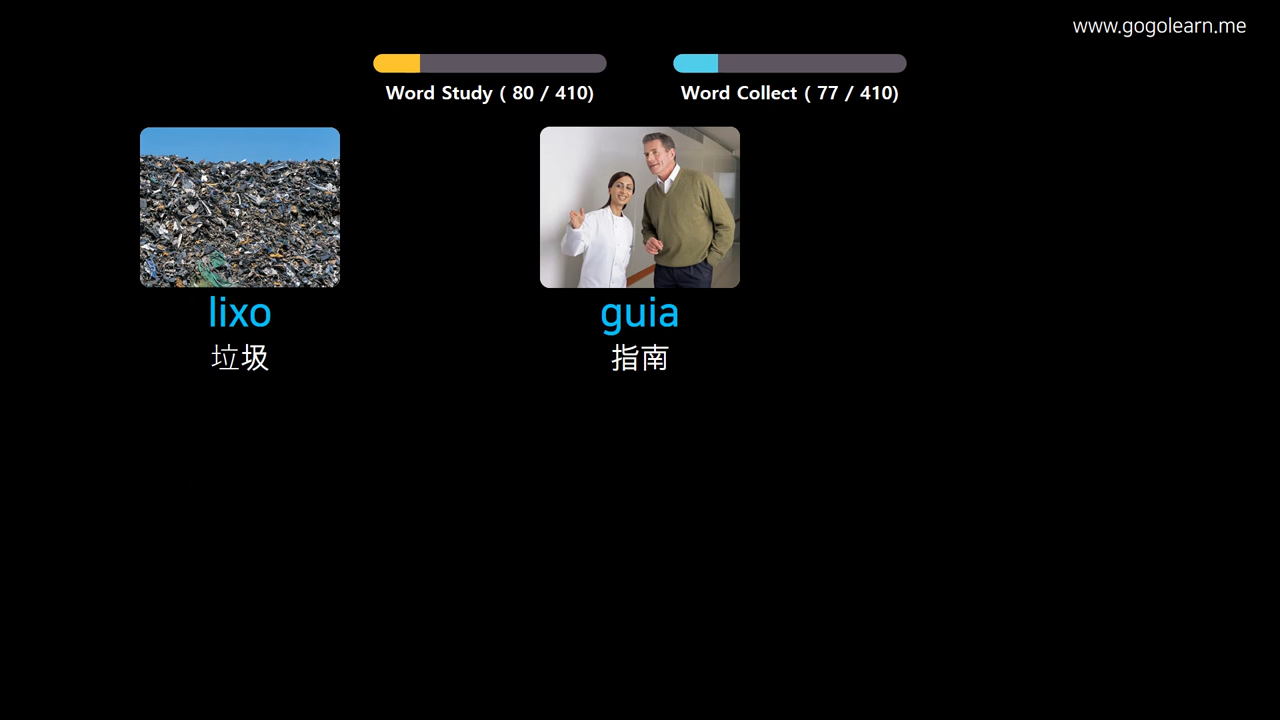 www.gogolearn.me
Word Study ( 80 / 410)
Word Collect ( 77 / 410)
lixo
垃圾
guia
指南